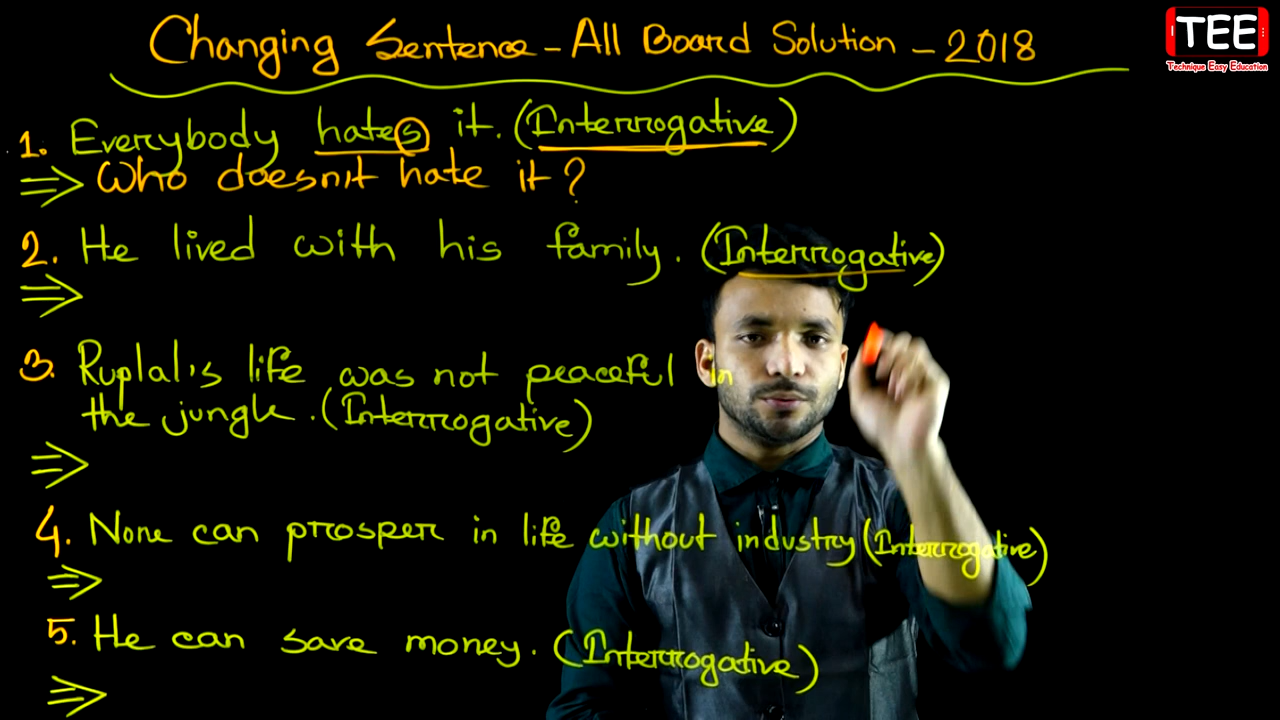 Changing Sentence - All Board Solution - 2018
TEE
Technique Easy Education
1. Everybody hates it. (Interrogative)
⇒ Who doesn't hate it?
2. He lived with his family. (Interrogative)
⇒
3. Ruplal's life was not peaceful in
the jungle. (Interrogative)
⇒
4. None can prosper in life without industry (Interrogative)
⇒
5. He can save money. (Interrogative)
⇒